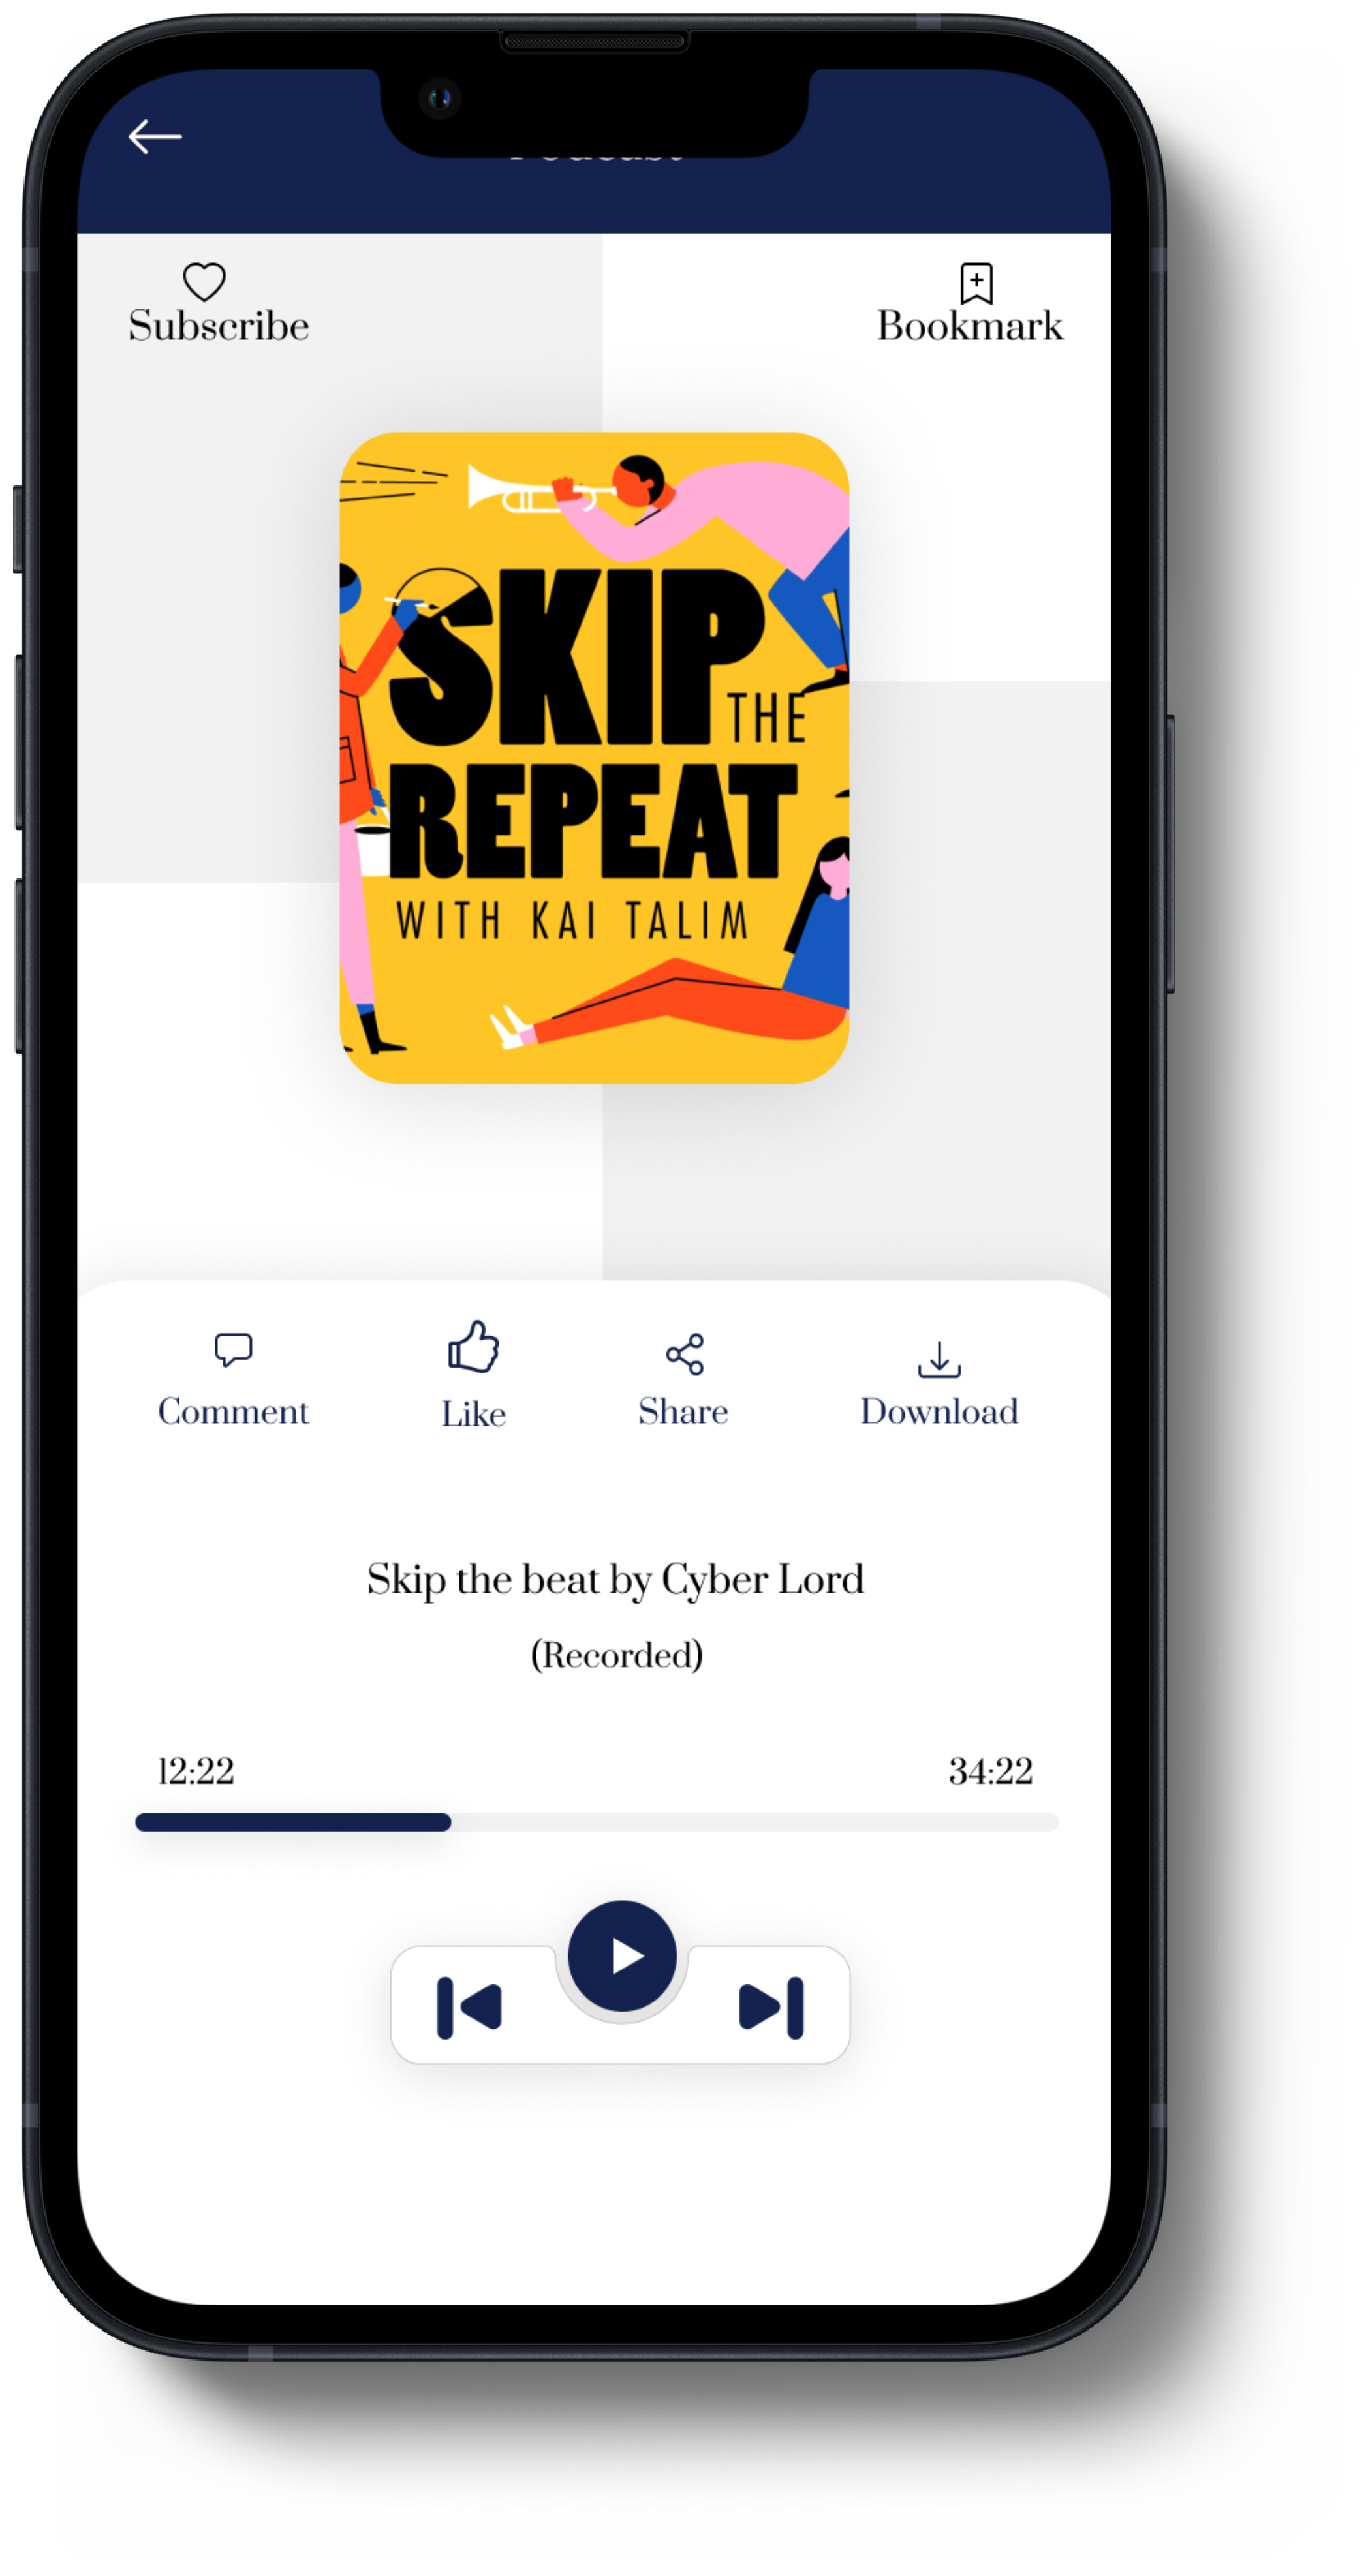 Subscribe
Bookmark
SKIP
THE
REPEAT
WITH KAI TALIM
Comment
Like
Share
Download
Skip the beat by Cyber Lord
(Recorded)
12:22
34:22